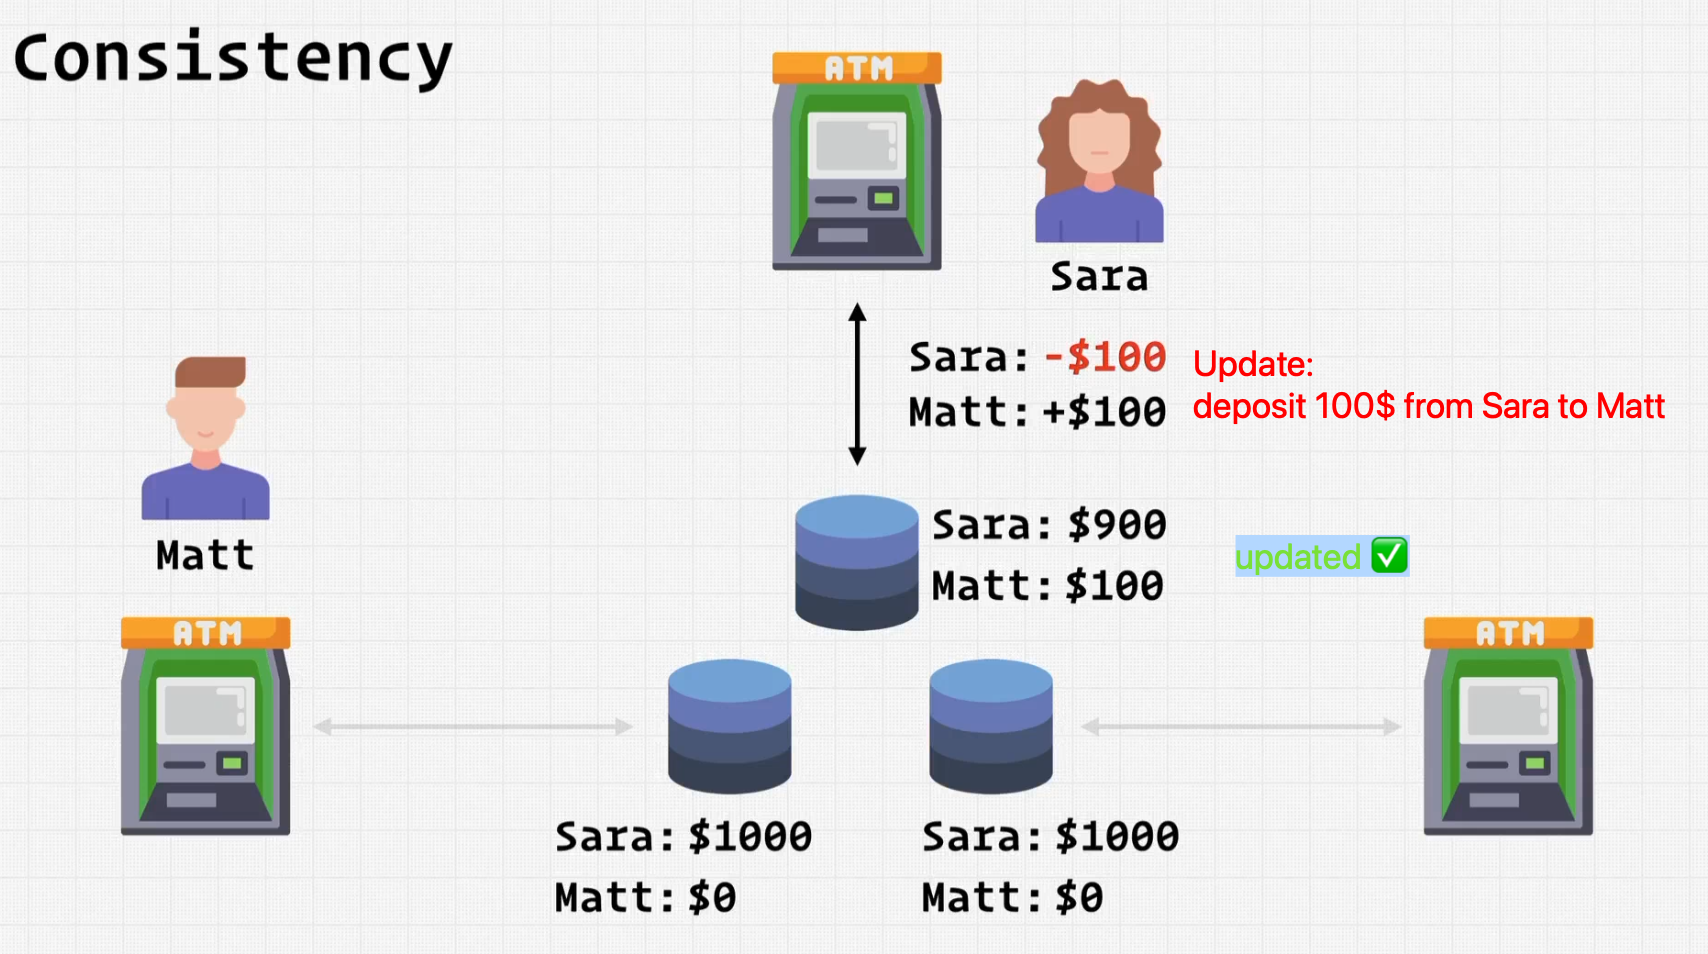 Consistency
ATM
Sara
Sara: -$100
Matt: +$100
Update:
deposit 100$ from Sara to Matt
Matt
Sara: $900
Matt: $100
updated ✅
ATM
ATM
Sara: $1000
Matt: $0
Sara: $1000
Matt: $0